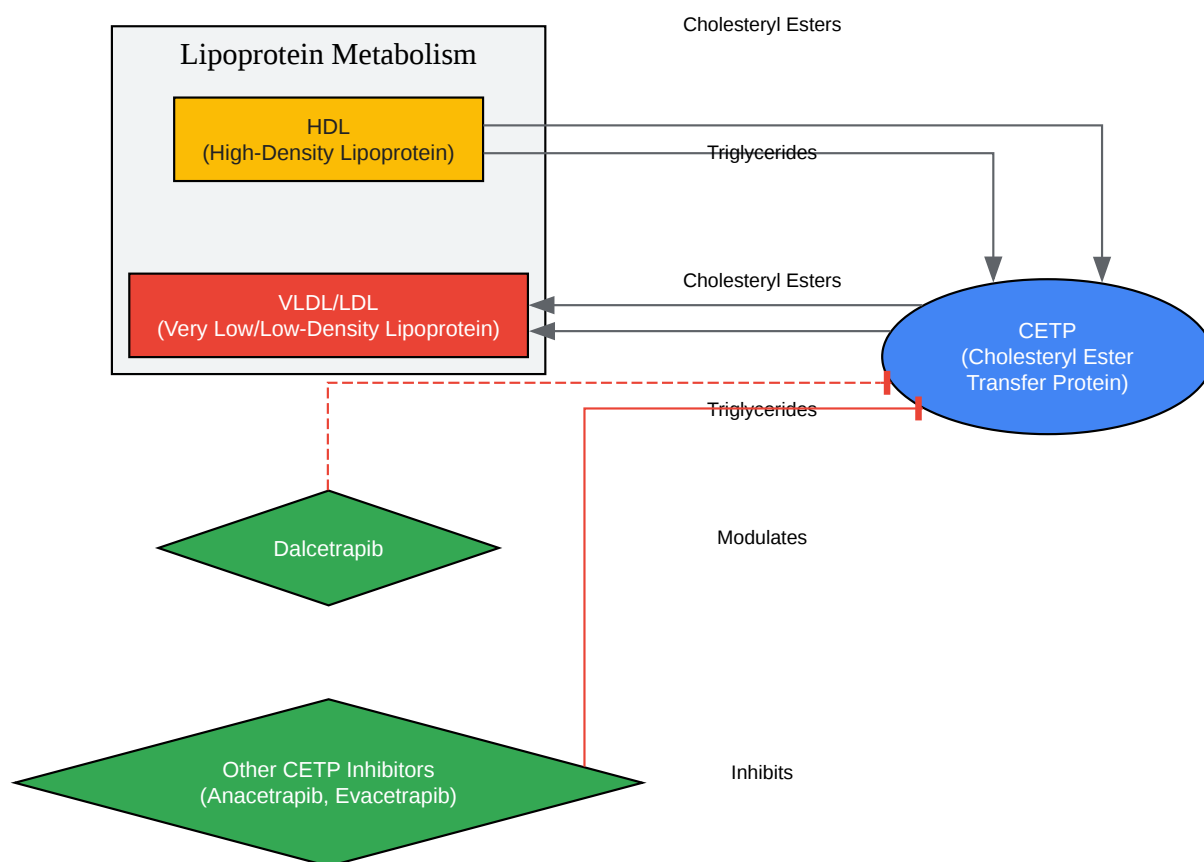 Cholesteryl Esters
Lipoprotein Metabolism
HDL
(High-Density Lipoprotein)
Triglycerides
Cholesteryl Esters
VLDL/LDL
(Very Low/Low-Density Lipoprotein)
CETP
(Cholesteryl Ester
Transfer Protein)
Triglycerides
Modulates
Dalcetrapib
Other CETP Inhibitors
(Anacetrapib, Evacetrapib)
Inhibits